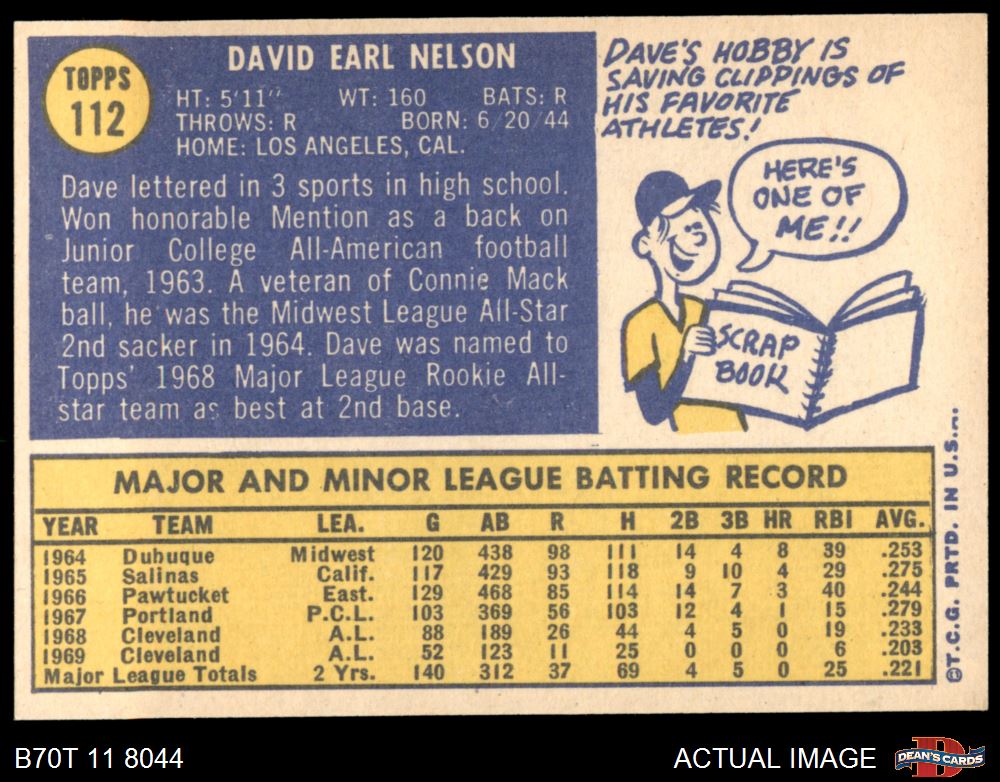 TOPPS
112
DAVID EARL NELSON
HT: 5'11" WT: 160 BATS: R
THROWS: R BORN: 6/20/44
HOME: LOS ANGELES, CAL.
Dave lettered in 3 sports in high school.
Won honorable Mention as a back on
Junior College All-American football
team, 1963. A veteran of Connie Mack
ball, he was the Midwest League All-Star
2nd sacker in 1964. Dave was named to
Topps' 1968 Major League Rookie All-
star team as best at 2nd base.
DAVE'S HOBBY IS
SAVING CLIPPINGS OF
HIS FAVORITE
ATHLETES!
HERE'S
ONE OF
ME!!
SCRAP
BOOK
MAJOR AND MINOR LEAGUE BATTING RECORD
YEAR TEAM LEA. G AB R H 2B 3B HR RBI AVG.
1964 Dubuque Midwest 120 438 98 111 14 4 8 39 .253
1965 Salinas Calif. 117 429 93 118 9 10 4 29 .275
1966 Pawtucket East. 129 468 85 114 14 7 3 40 .244
1967 Portland P.C.L. 103 369 56 103 12 4 1 15 .279
1968 Cleveland A.L. 88 189 26 44 4 5 0 19 .233
1969 Cleveland A.L. 52 123 11 25 0 0 0 6 .203
Major League Totals 2 Yrs. 140 312 37 69 4 5 0 25 .221
©T.C.G. PRTD. IN U.S.A.
B70T 11 8044
ACTUAL IMAGE
D
DEAN'S CARDS